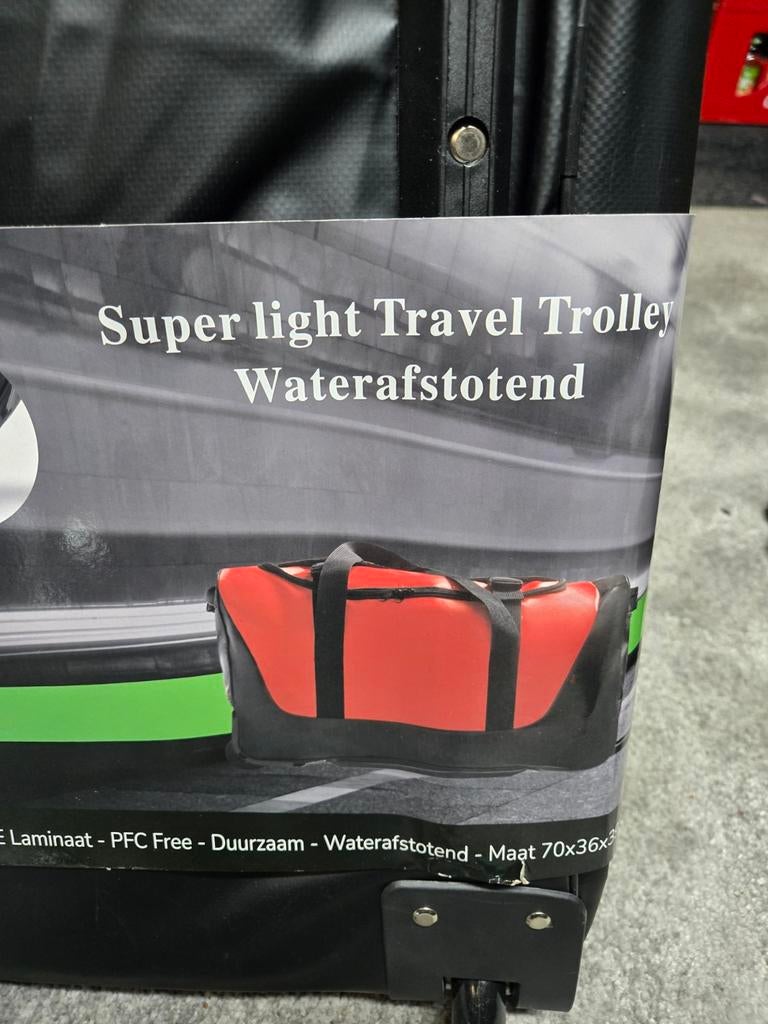 Super light Travel Trolley
Waterafstotend
E Laminaat - PFC Free - Duurzaam - Waterafstotend - Maat 70x36x3